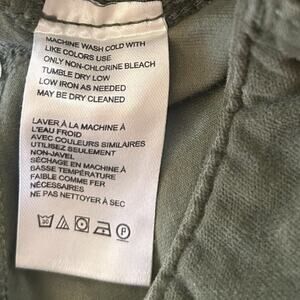 MACHINE WASH COLD WITH
LIKE COLORS USE
ONLY NON-CHLORINE BLEACH
TUMBLE DRY LOW
LOW IRON AS NEEDED
MAY BE DRY CLEANED
LAVER À LA MACHINE À
L'EAU FROID
AVEC COULEURS SIMILAIRES
UTILISEZ SEULEMENT
NON-JAVEL
SÉCHAGE EN MACHINE À
BASSE TEMPÉRATURE
FAIBLE COMME FER
NÉCESSAIRES
NE PAS NETTOYER À SEC